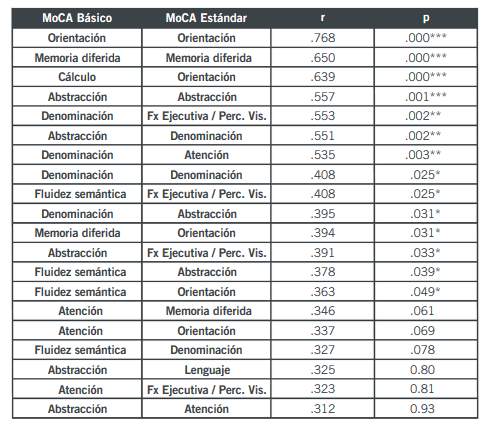 MoCA Básico MoCA Estándar r p
Orientación Orientación .768 .000***
Memoria diferida Memoria diferida .650 .000***
Cálculo Orientación .639 .000***
Abstracción Abstracción .557 .001***
Denominación Fx Ejecutiva / Perc. Vis. .553 .002**
Abstracción Denominación .551 .002**
Denominación Atención .535 .003**
Denominación Denominación .408 .025*
Fluidez semántica Fx Ejecutiva / Perc. Vis. .408 .025*
Denominación Abstracción .395 .031*
Memoria diferida Orientación .394 .031*
Abstracción Fx Ejecutiva / Perc. Vis. .391 .033*
Fluidez semántica Abstracción .378 .039*
Fluidez semántica Orientación .363 .049*
Atención Memoria diferida .346 .061
Atención Orientación .337 .069
Fluidez semántica Denominación .327 .078
Abstracción Lenguaje .325 0.80
Atención Fx Ejecutiva / Perc. Vis. .323 0.81
Abstracción Atención .312 0.93